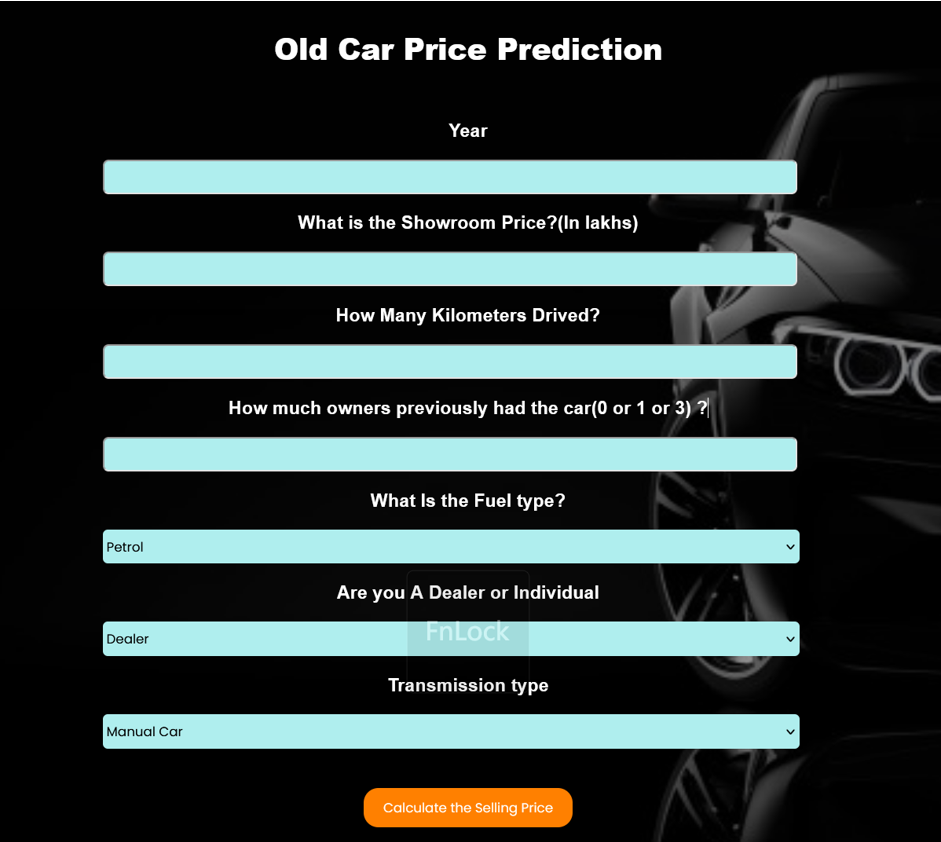 Old Car Price Prediction
Year
What is the Showroom Price?(In lakhs)
How Many Kilometers Drived?
How much owners previously had the car(0 or 1 or 3) ?
What Is the Fuel type?
Petrol
Are you A Dealer or Individual
Dealer
FnLock
Transmission type
Manual Car
Calculate the Selling Price